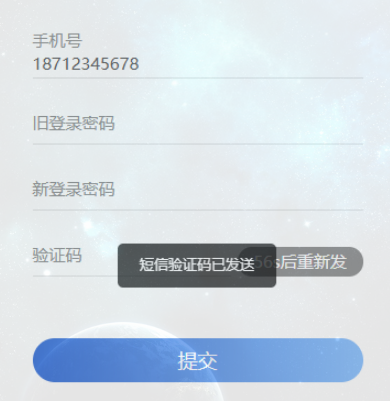 手机号
18712345678
旧登录密码
新登录密码
验证码
短信验证码已发送
56s后重新发
提交